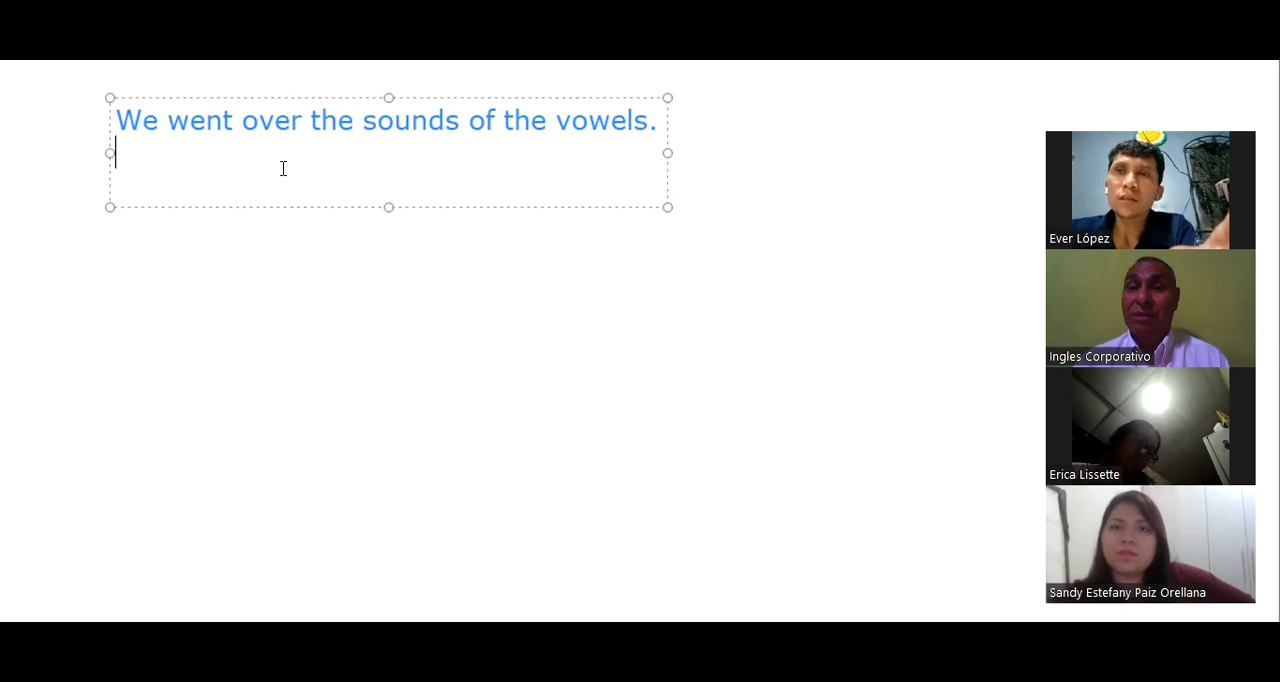 We went over the sounds of the vowels.
Ever López
Ingles Corporativo
Erica Lissette
Sandy Estefany Paiz Orellana